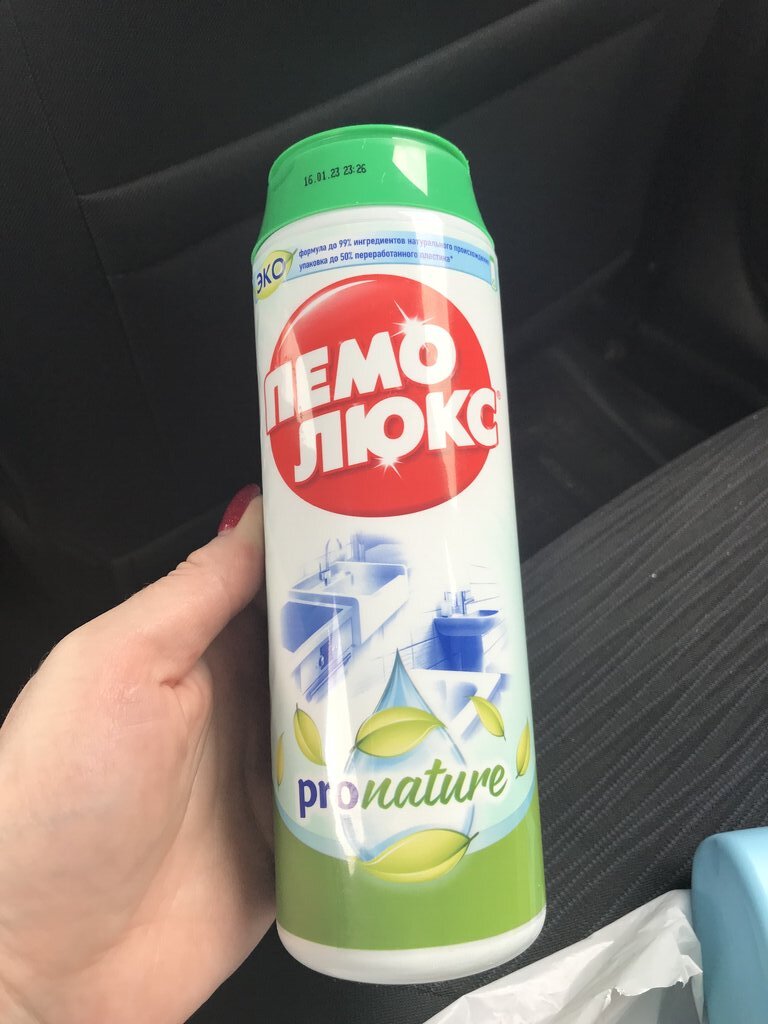 16.01.23 23:26
ЭКО
формула до 99% ингредиентов натурального происхождения
упаковка до 50% переработанного пластика*
ПЕМО
ЛЮКС®
pronature